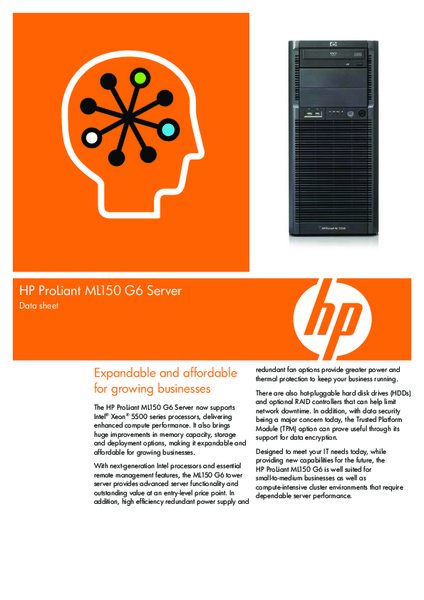 HP ProLiant ML150 G6 Server
Data sheet
hp
Expandable and affordable
for growing businesses
The HP ProLiant ML150 G6 Server now supports
Intel® Xeon® 5500 series processors, delivering
enhanced compute performance. It also brings
huge improvements in memory capacity, storage
and deployment options, making it expandable and
affordable for growing businesses.
With next-generation Intel processors and essential
remote management features, the ML150 G6 tower
server provides advanced server functionality and
outstanding value at an entry-level price point. In
addition, high efficiency redundant power supply and
redundant fan options provide greater power and
thermal protection to keep your business running.
There are also hot-pluggable hard disk drives (HDDs)
and optional RAID controllers that can help limit
network downtime. In addition, with data security
being a major concern today, the Trusted Platform
Module (TPM) option can prove useful through its
support for data encryption.
Designed to meet your IT needs today, while
providing new capabilities for the future, the
HP ProLiant ML150 G6 is well suited for
small-to-medium businesses as well as
compute-intensive cluster environments that require
dependable server performance.